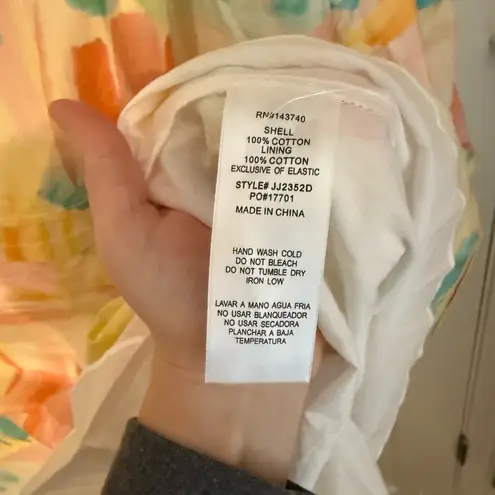 RN#143740
SHELL
100% COTTON
LINING
100% COTTON
EXCLUSIVE OF ELASTIC
STYLE# JJ2352D
PO#17701
MADE IN CHINA
HAND WASH COLD
DO NOT BLEACH
DO NOT TUMBLE DRY
IRON LOW
LAVAR A MANO AGUA FRIA
NO USAR BLANQUEADOR
NO USAR SECADORA
PLANCHAR A BAJA
TEMPERATURA